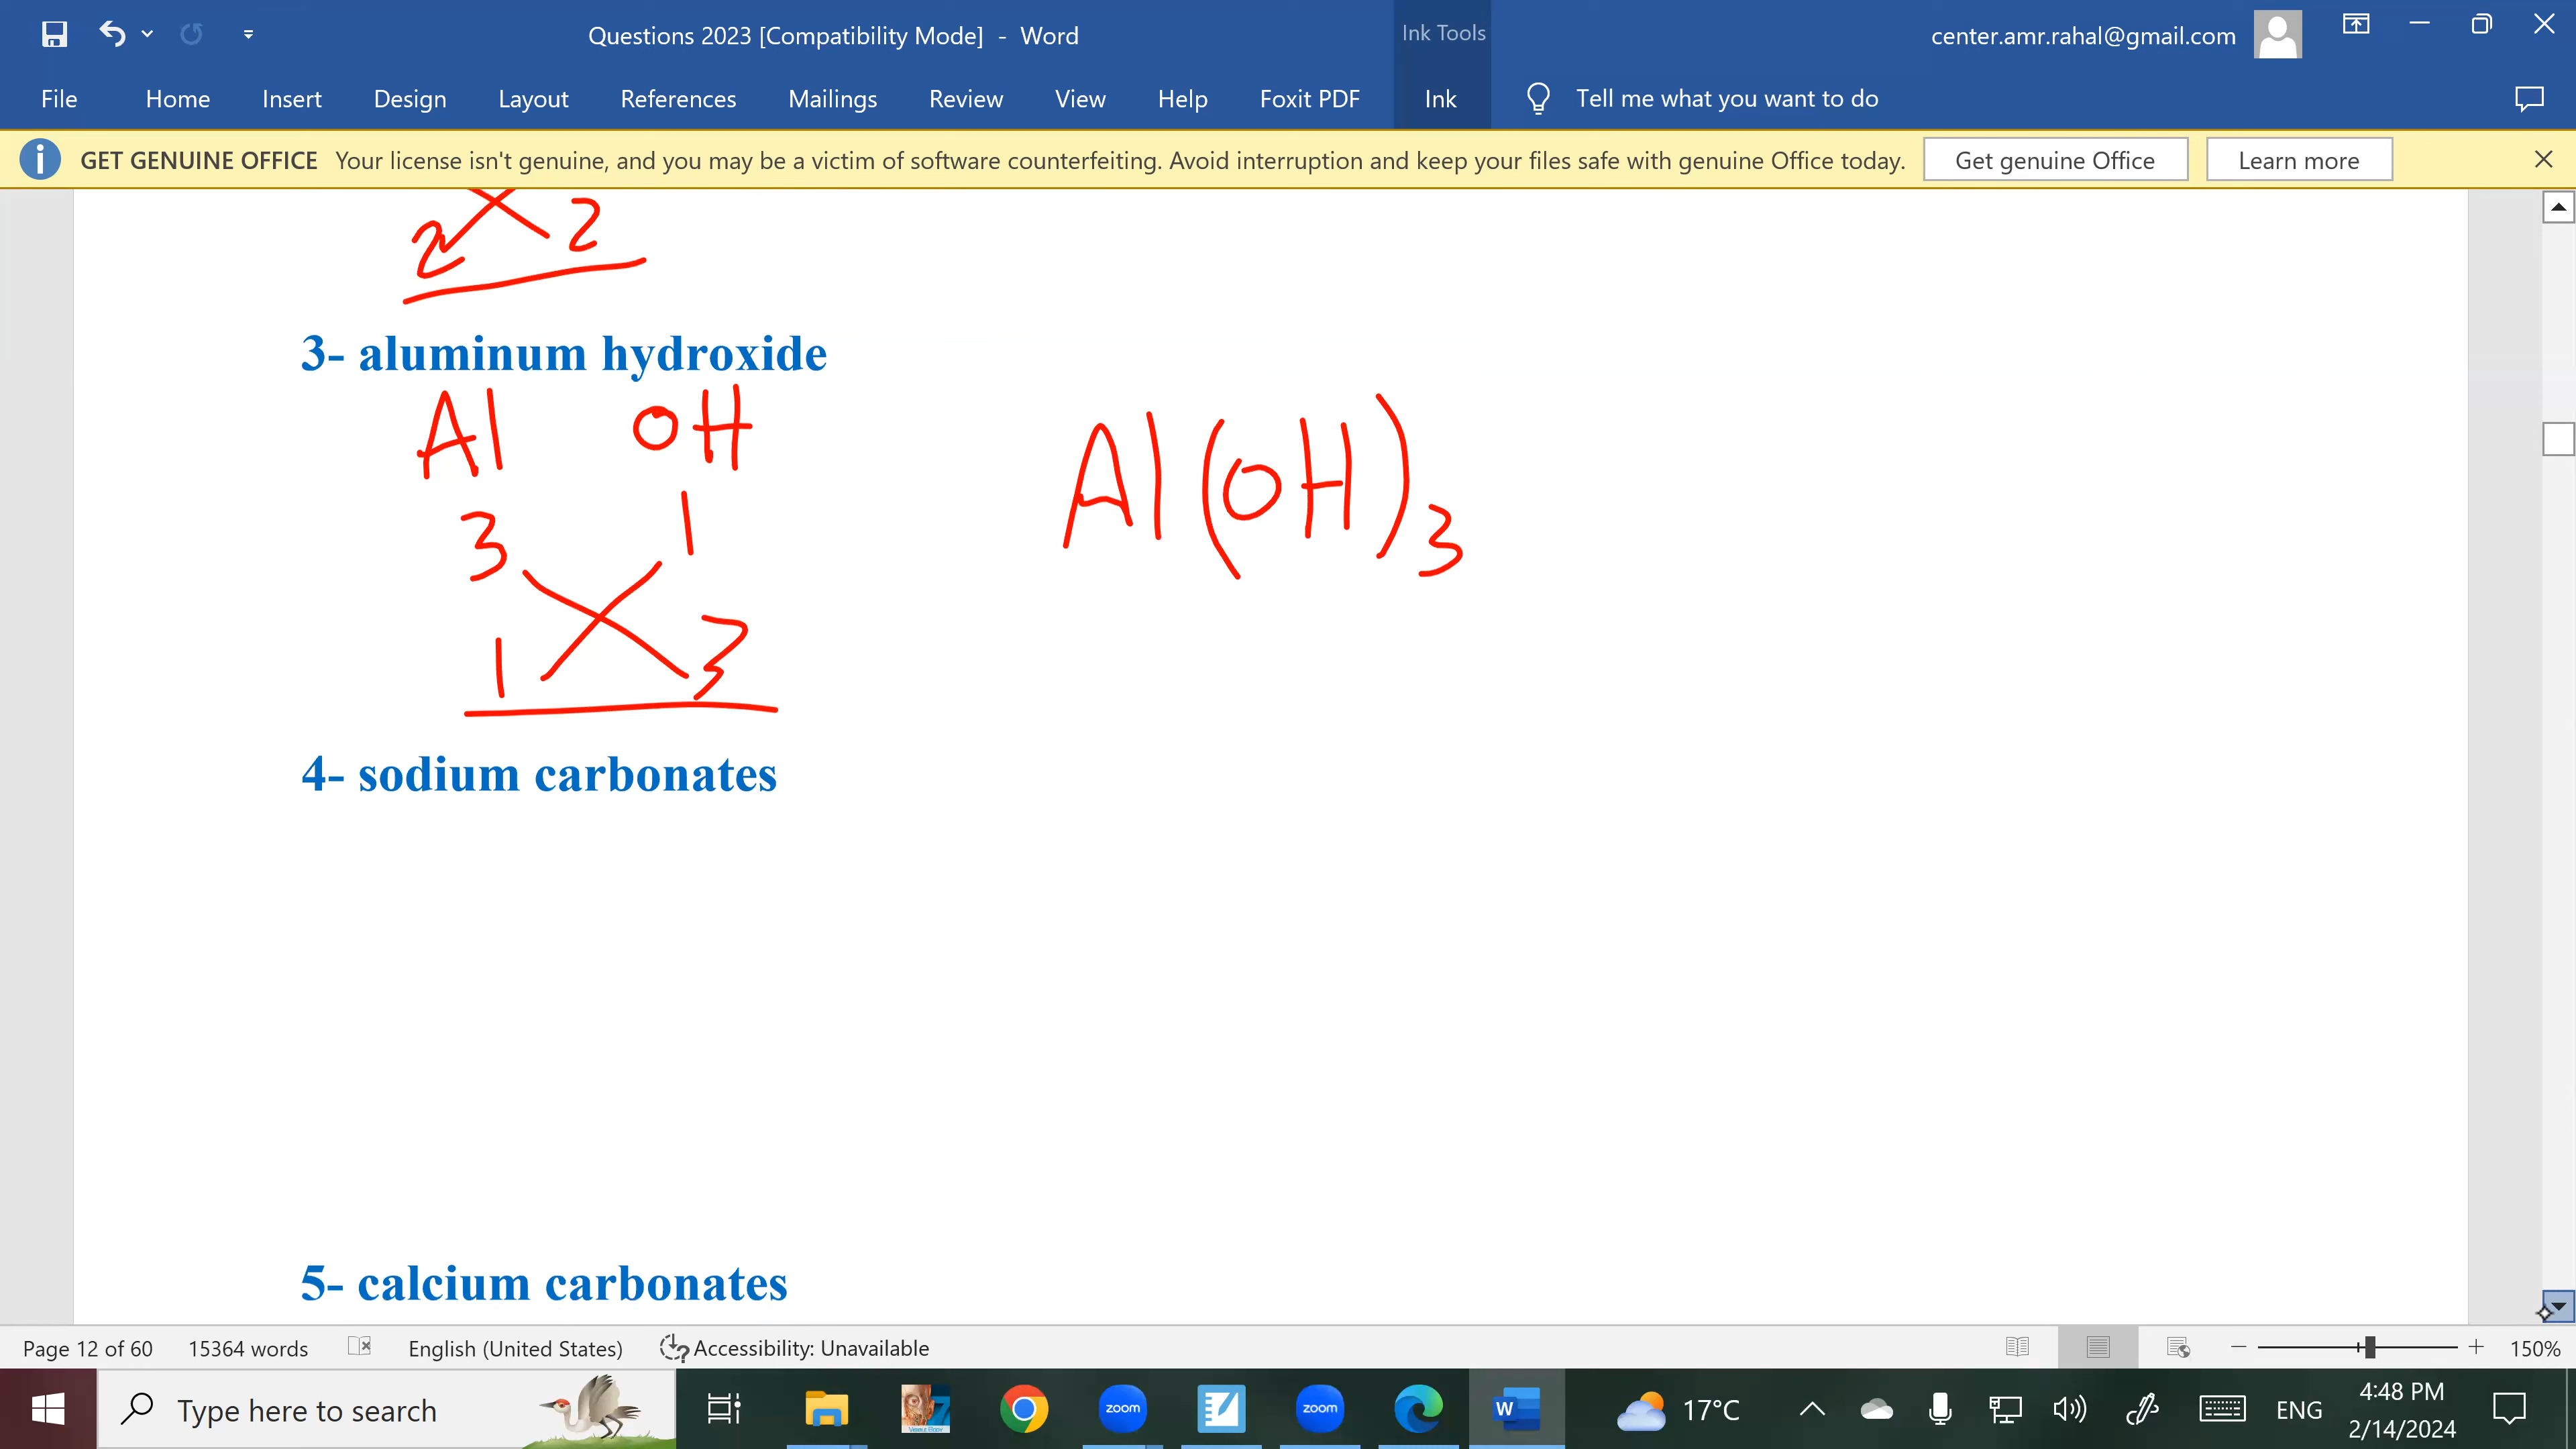 Questions 2023 [Compatibility Mode] - Word
Ink Tools
center.amr.rahal@gmail.com
File Home Insert Design Layout References Mailings Review View Help Foxit PDF Ink Tell me what you want to do
GET GENUINE OFFICE Your license isn't genuine, and you may be a victim of software counterfeiting. Avoid interruption and keep your files safe with genuine Office today. Get genuine Office Learn more
2 2
3- aluminum hydroxide
Al OH
3 1
1 3
Al(OH)3
4- sodium carbonates
5- calcium carbonates
Page 12 of 60 15364 words English (United States) Accessibility: Unavailable 150%
Type here to search zoom zoom W 17°C ENG 4:48 PM
2/14/2024